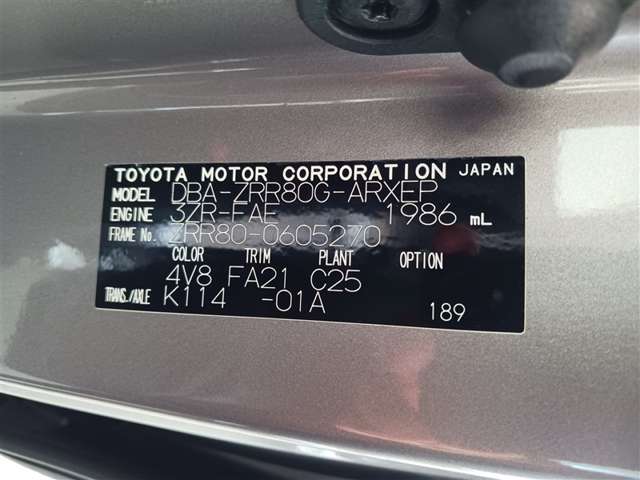 TOYOTA MOTOR CORPORATION JAPAN
MODEL DBA-ZRR80G-ARXEP
ENGINE 3ZR-FAE 1986 mL
FRAME No. ZRR80-0605270
COLOR TRIM PLANT OPTION
4V8 FA21 C25
TRANS./AXLE K114 -01A
189